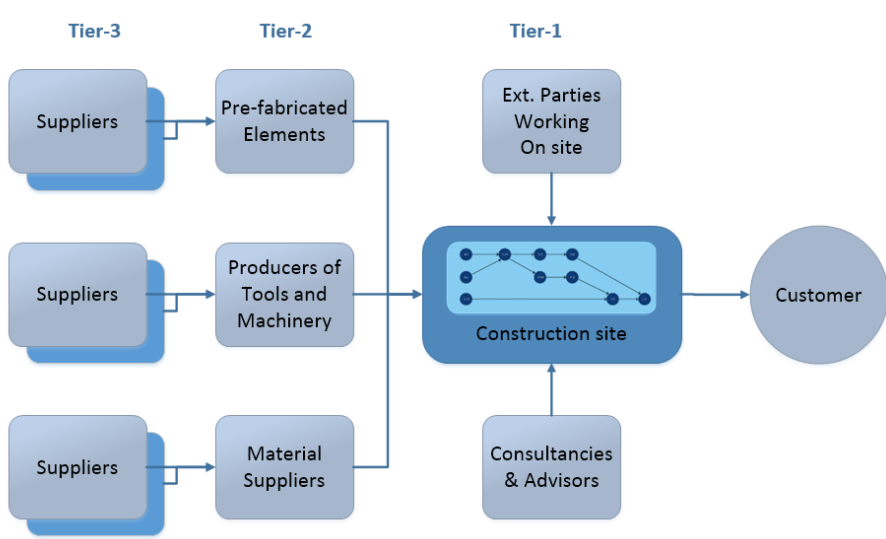 Tier-3
Tier-2
Tier-1
Suppliers
Pre-fabricated
Elements
Ext. Parties
Working
On site
Suppliers
Producers of
Tools and
Machinery
Construction site
Customer
Suppliers
Material
Suppliers
Consultancies
& Advisors